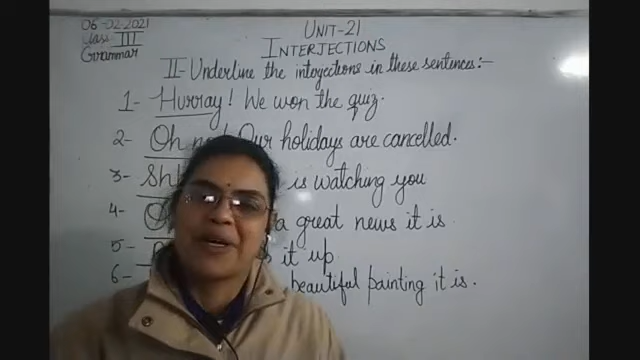 06-02-2021
Class III
Grammar
UNIT-21
INTERJECTIONS
II- Underline the interjections in these sentences:-
1- Hurray! We won the quiz.
2- Oh no! Our holidays are cancelled.
3- Shh is watching you
4- a great news it is.
5- it up.
6- beautiful painting it is.